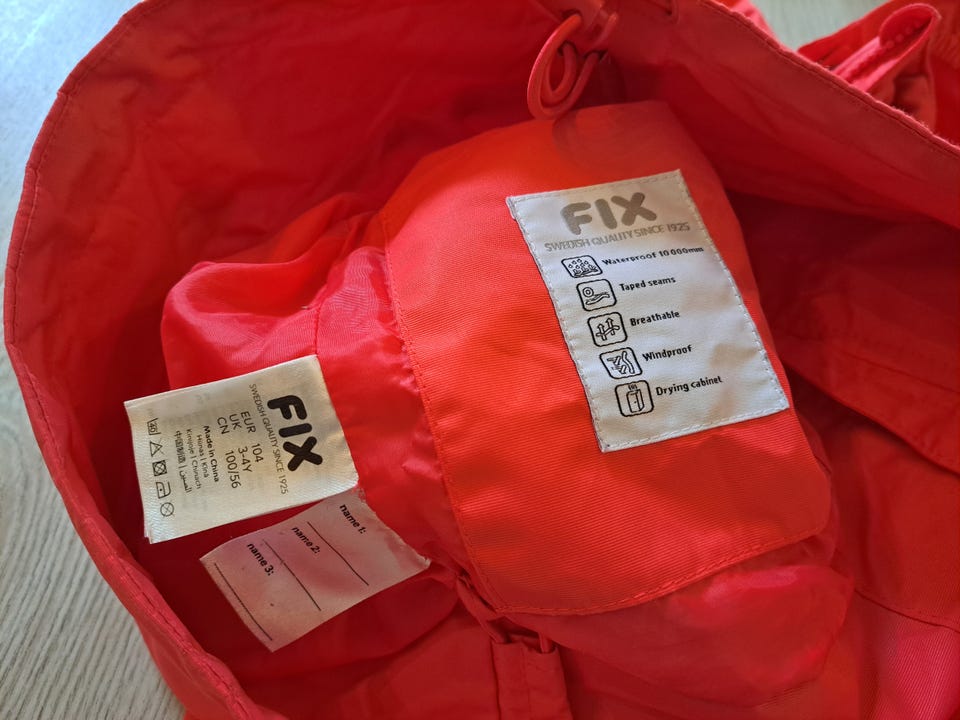 FIX
SWEDISH QUALITY SINCE 1925
Waterproof 10 000mm
Taped seams
Breathable
Windproof
Drying cabinet
FIX
SWEDISH QUALITY SINCE 1925
EUR 104
UK 3-4Y
CN 100/56
Made in China
40
name 1:
name 2:
name 3: